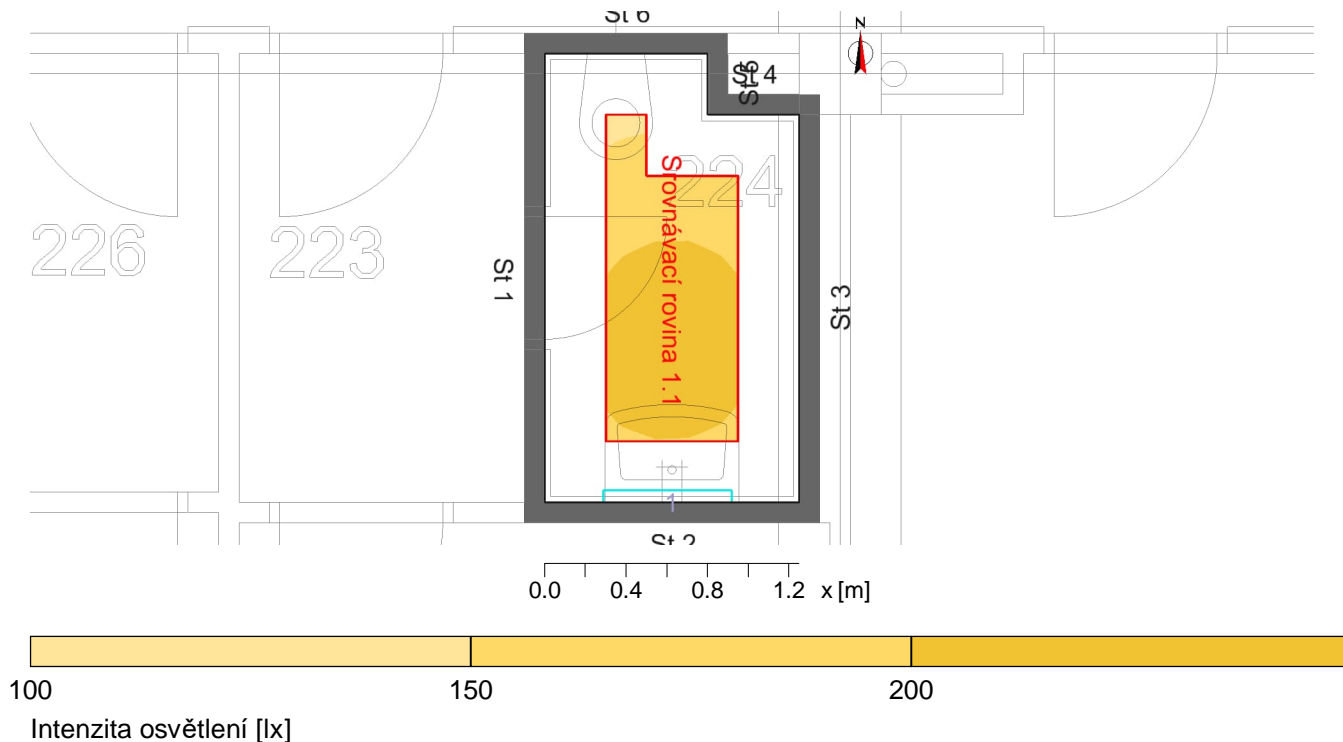 St 6
N
St 4
St 5
224
Srovnávací rovina 1.1
226
223
St 1
St 3
1
St 2
0.0 0.4 0.8 1.2 x [m]
100 150 200
Intenzita osvětlení [lx]